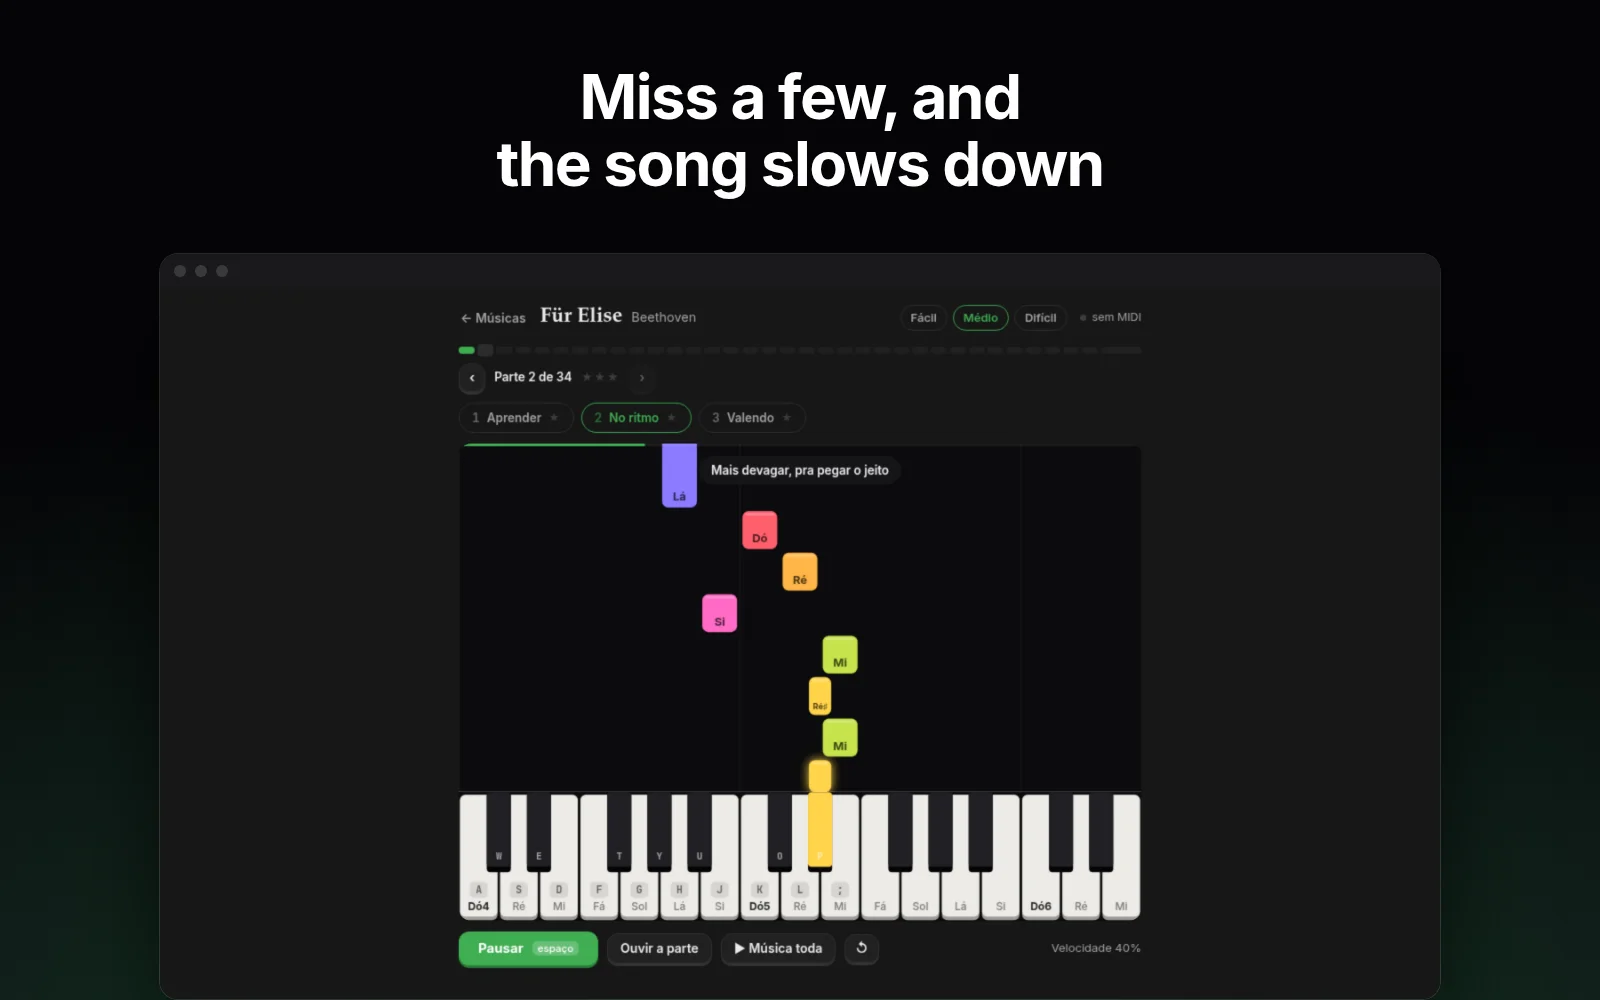 Miss a few, and
the song slows down
← Músicas Für Elise Beethoven Fácil Médio Difícil sem MIDI
‹ Parte 2 de 34 ★ ★ ★ ›
1 Aprender ★ 2 No ritmo ★ 3 Valendo ★
Lá
Mais devagar, pra pegar o jeito
Dó
Ré
Si
Mi
Ré♯
Mi
W E T Y U O P
A S D F G H J K L ;
Dó4 Ré Mi Fá Sol Lá Si Dó5 Ré Mi Fá Sol Lá Si Dó6 Ré Mi
Pausar espaço Ouvir a parte ▶ Música toda ↺ Velocidade 40%